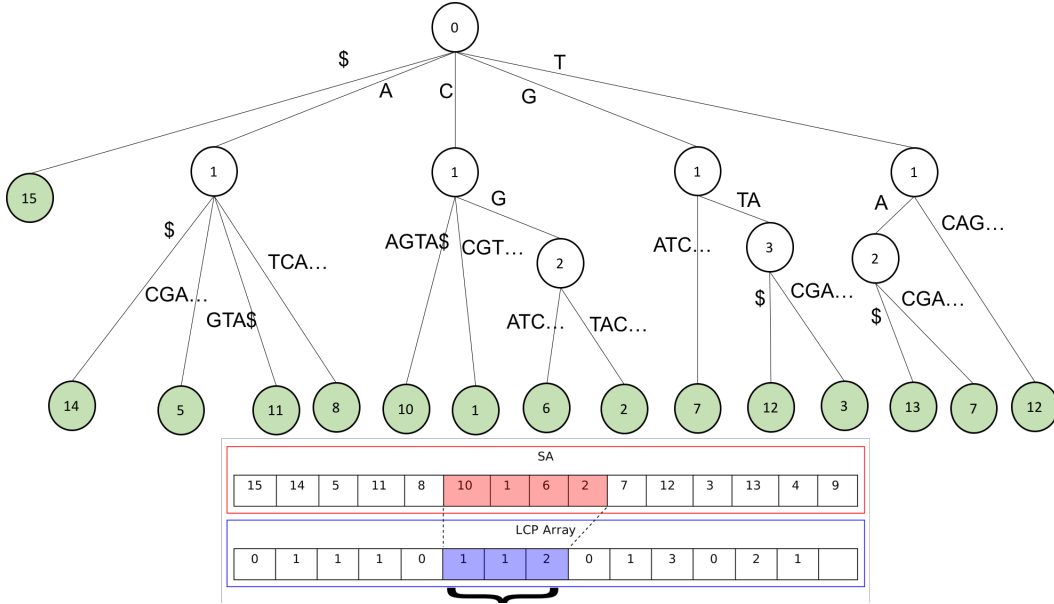 0
$
A
C
G
T
15
1
1
1
1
$
CGA...
GTA$
TCA...
AGTA$
CGT...
G
2
ATC...
TAC...
ATC...
TA
3
$
CGA...
A
2
CAG...
$
CGA...
14
5
11
8
10
1
6
2
7
12
3
13
7
12
SA
15 14 5 11 8 10 1 6 2 7 12 3 13 4 9
LCP Array
0 1 1 1 0 1 1 2 0 1 3 0 2 1